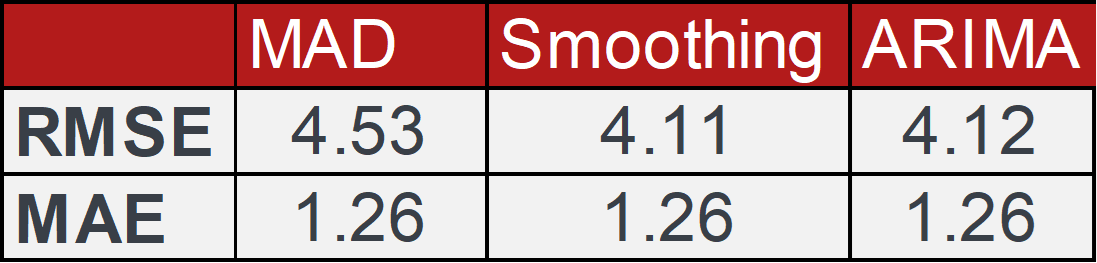 MAD Smoothing ARIMA
RMSE 4.53 4.11 4.12
MAE 1.26 1.26 1.26